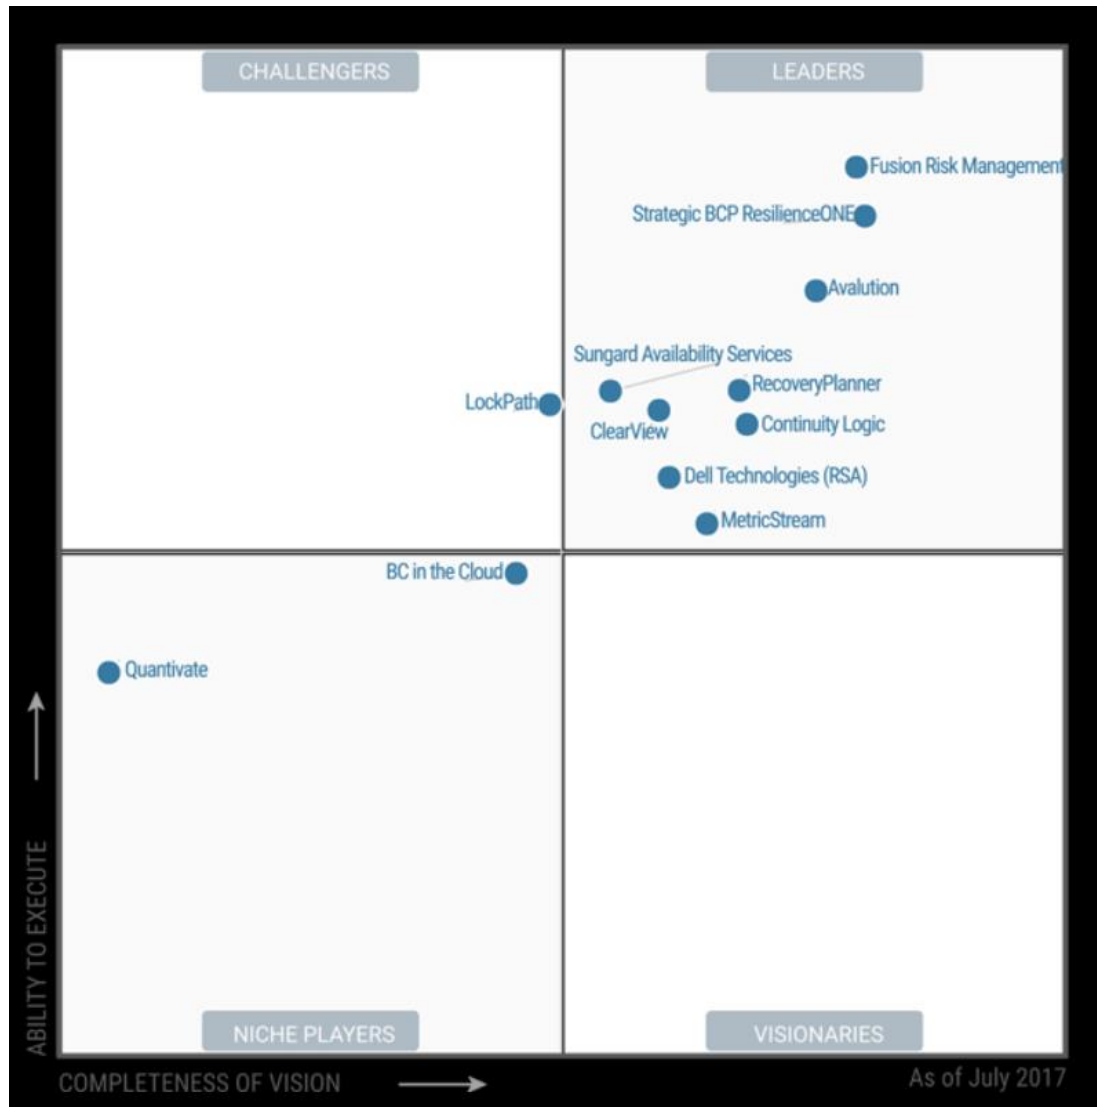 CHALLENGERS
LEADERS
Fusion Risk Management
Strategic BCP ResilienceONE
Avalution
Sungard Availability Services
RecoveryPlanner
LockPath
ClearView
Continuity Logic
Dell Technologies (RSA)
MetricStream
BC in the Cloud
Quantivate
ABILITY TO EXECUTE
NICHE PLAYERS
VISIONARIES
COMPLETENESS OF VISION
As of July 2017